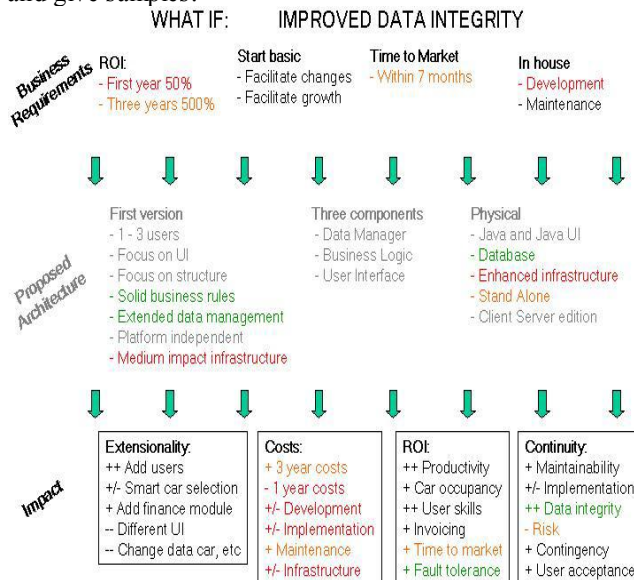 and give samples.
WHAT IF: IMPROVED DATA INTEGRITY
Business
Requirements
ROI:
- First year 50%
- Three years 500%
Start basic
- Facilitate changes
- Facilitate growth
Time to Market
- Within 7 months
In house
- Development
- Maintenance
Proposed
Architecture
First version
- 1 - 3 users
- Focus on UI
- Focus on structure
- Solid business rules
- Extended data management
- Platform independent
- Medium impact infrastructure
Three components
- Data Manager
- Business Logic
- User Interface
Physical
- Java and Java UI
- Database
- Enhanced infrastructure
- Stand Alone
- Client Server edition
Impact
Extensionality:
++ Add users
+/- Smart car selection
+ Add finance module
-- Different UI
-- Change data car, etc
Costs:
+ 3 year costs
- 1 year costs
+/- Development
+/- Implementation
+ Maintenance
+/- Infrastructure
ROI:
++ Productivity
+ Car occupancy
++ User skills
+ Invoicing
+ Time to market
+ Fault tolerance
Continuity:
+ Maintainability
+/- Implementation
++ Data integrity
- Risk
+ Contingency
+ User acceptance